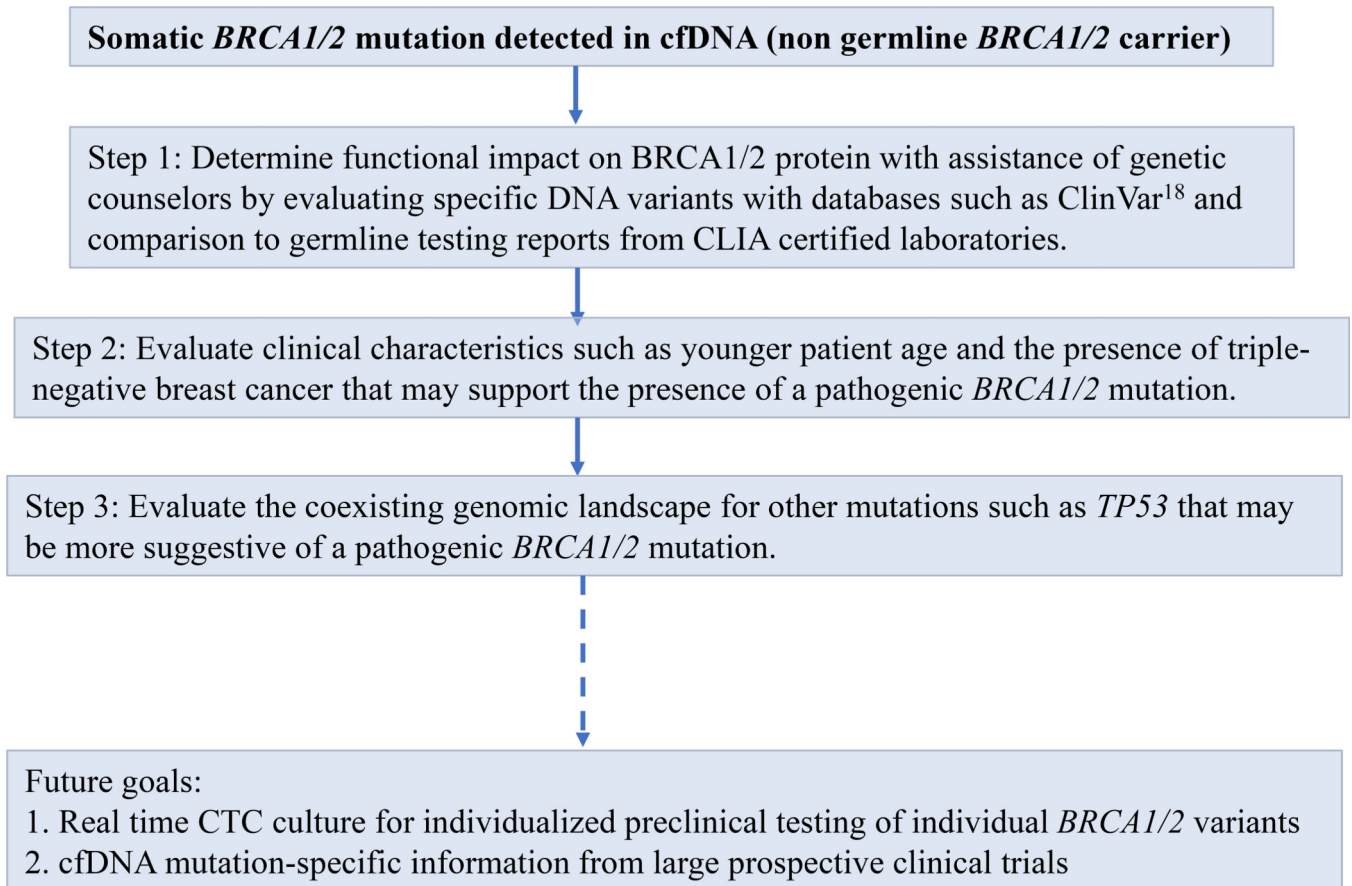 Somatic BRCA1/2 mutation detected in cfDNA (non germline BRCA1/2 carrier)
Step 1: Determine functional impact on BRCA1/2 protein with assistance of genetic
counselors by evaluating specific DNA variants with databases such as ClinVar¹⁸ and
comparison to germline testing reports from CLIA certified laboratories.
Step 2: Evaluate clinical characteristics such as younger patient age and the presence of triple-
negative breast cancer that may support the presence of a pathogenic BRCA1/2 mutation.
Step 3: Evaluate the coexisting genomic landscape for other mutations such as TP53 that may
be more suggestive of a pathogenic BRCA1/2 mutation.
Future goals:
1. Real time CTC culture for individualized preclinical testing of individual BRCA1/2 variants
2. cfDNA mutation-specific information from large prospective clinical trials